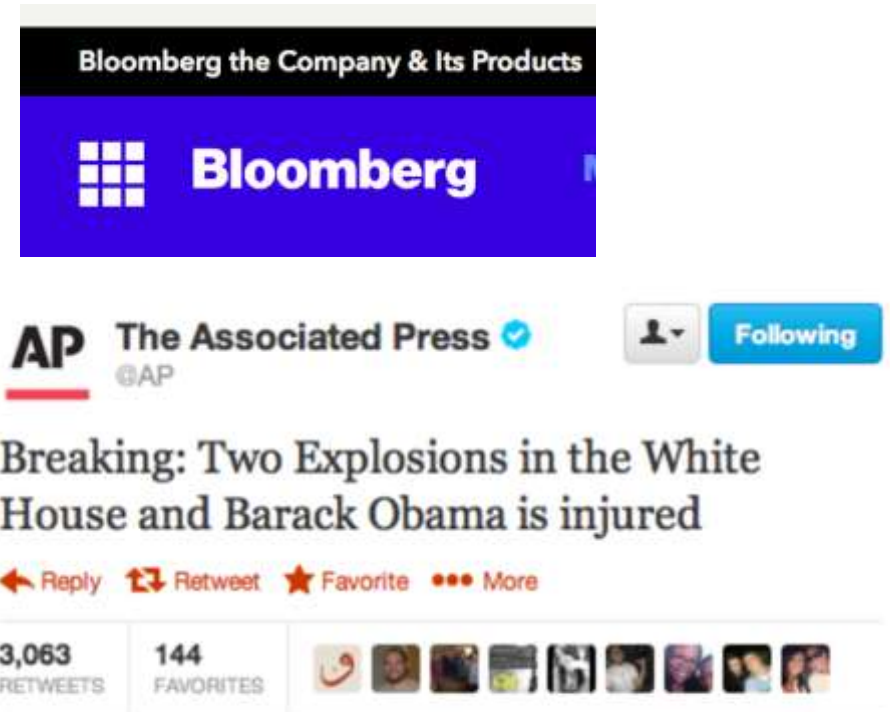 Bloomberg the Company & Its Products
Bloomberg
AP The Associated Press
@AP
Following
Breaking: Two Explosions in the White
House and Barack Obama is injured
Reply Retweet Favorite More
3,063 144
RETWEETS FAVORITES